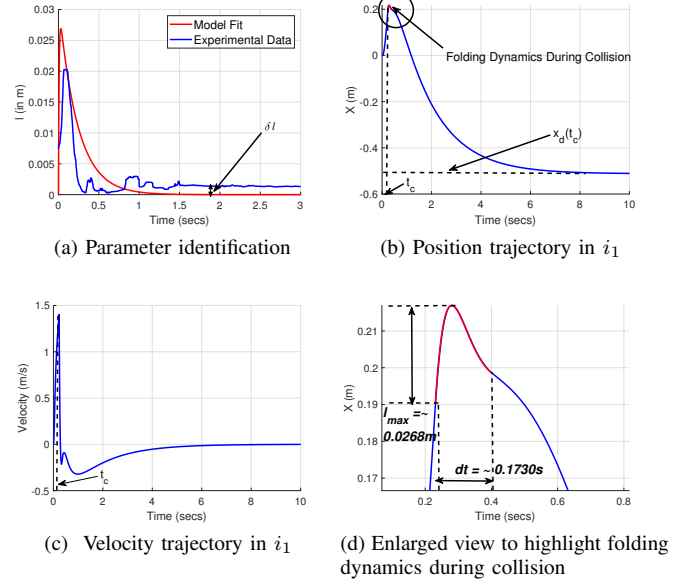 0.03
0.025
0.02
0.015
0.01
0.005
0
l (in m)
0
0.5
1
1.5
2
2.5
3
Time (secs)
Model Fit
Experimental Data
δ l
(a) Parameter identification
0.2
0
-0.2
-0.4
-0.6
X (m)
0
2
4
6
8
10
Time (secs)
Folding Dynamics During Collision
x_d(t_c)
t_c
(b) Position trajectory in i₁
1.5
1
0.5
0
-0.5
Velocity (m/s)
0
2
4
6
8
10
Time (secs)
t_c
(c) Velocity trajectory in i₁
0.21
0.2
0.19
0.18
0.17
X (m)
0.2
0.4
0.6
0.8
Time (secs)
l_max =~
0.0268m
dt = ~ 0.1730s
(d) Enlarged view to highlight folding
dynamics during collision